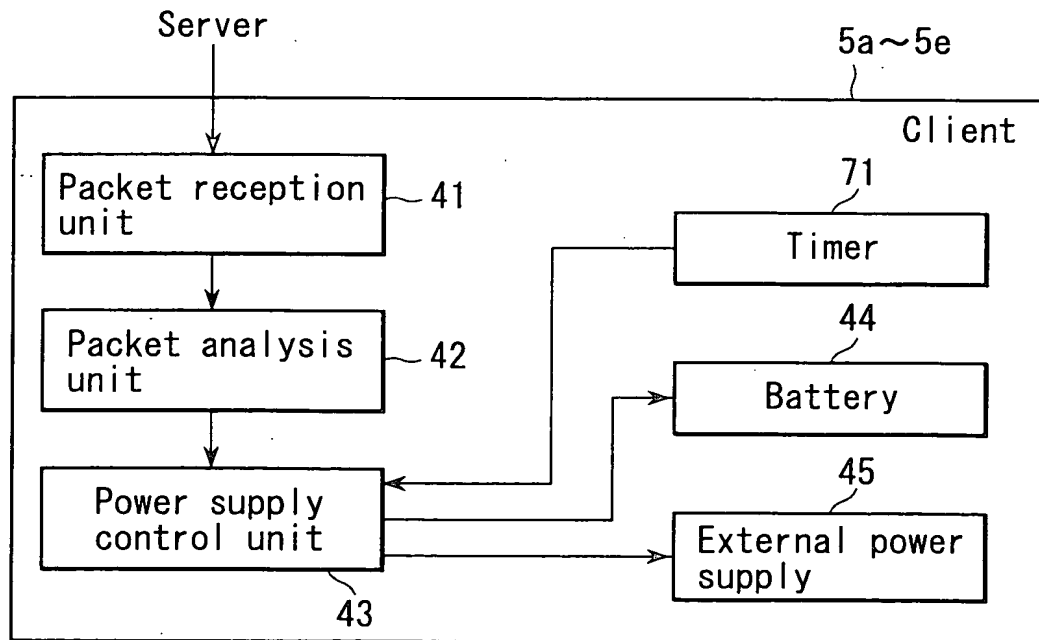 Server
5a～5e
Client
Packet reception
unit
41
71
Timer
Packet analysis
unit
42
44
Battery
Power supply
control unit
43
45
External power
supply